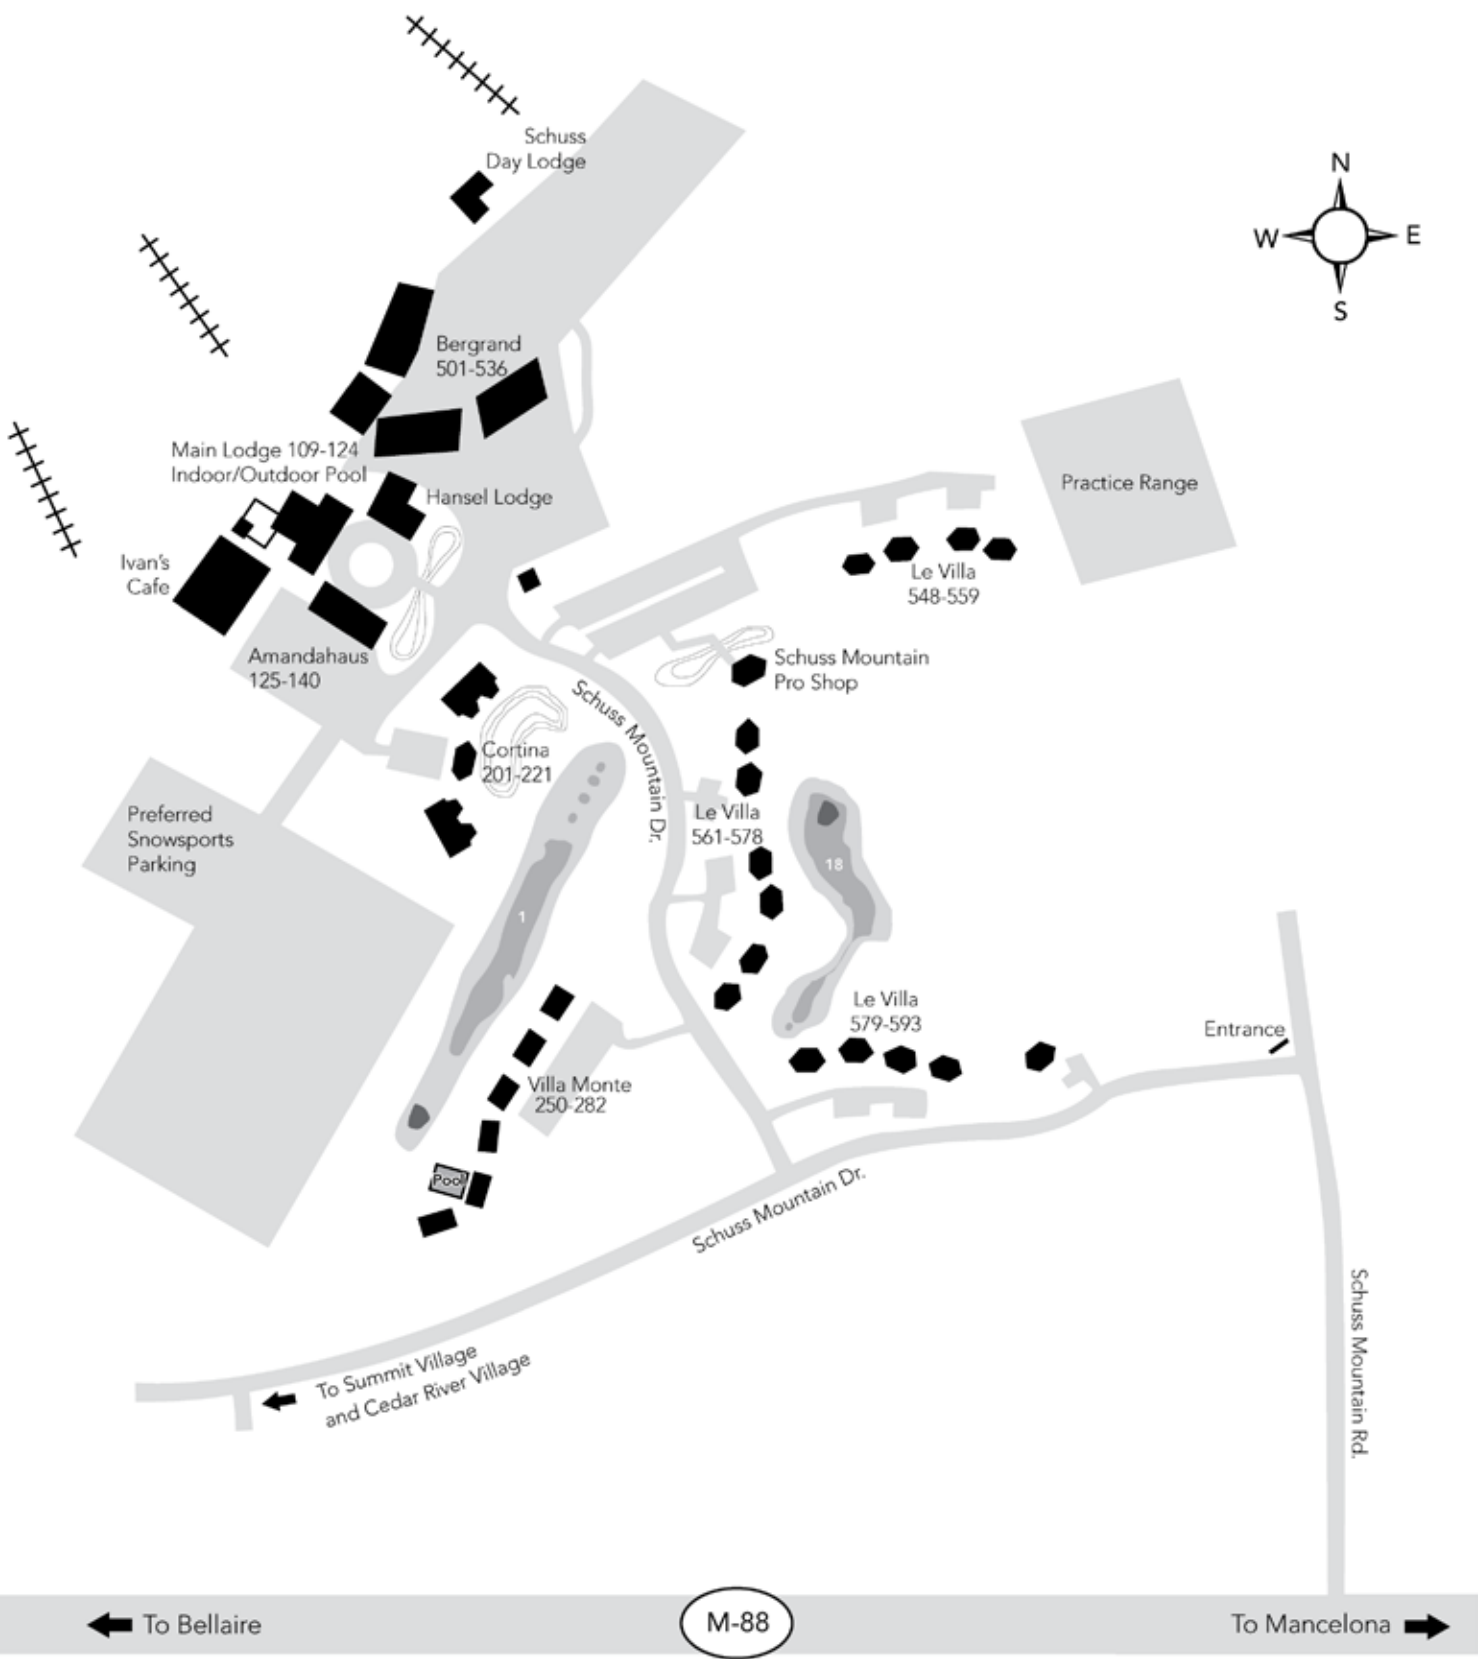 Schuss
Day Lodge
N
W
E
S
Bergrand
501-536
Main Lodge 109-124
Indoor/Outdoor Pool
Hansel Lodge
Practice Range
Ivan's
Cafe
Le Villa
548-559
Amandahaus
125-140
Schuss Mountain
Pro Shop
Schuss Mountain Dr.
Cortina
201-221
Preferred
Snowsports
Parking
Le Villa
561-578
18
1
Le Villa
579-593
Entrance
Villa Monte
250-282
Pool
Schuss Mountain Dr.
Schuss Mountain Rd.
To Summit Village
and Cedar River Village
To Bellaire
M-88
To Mancelona